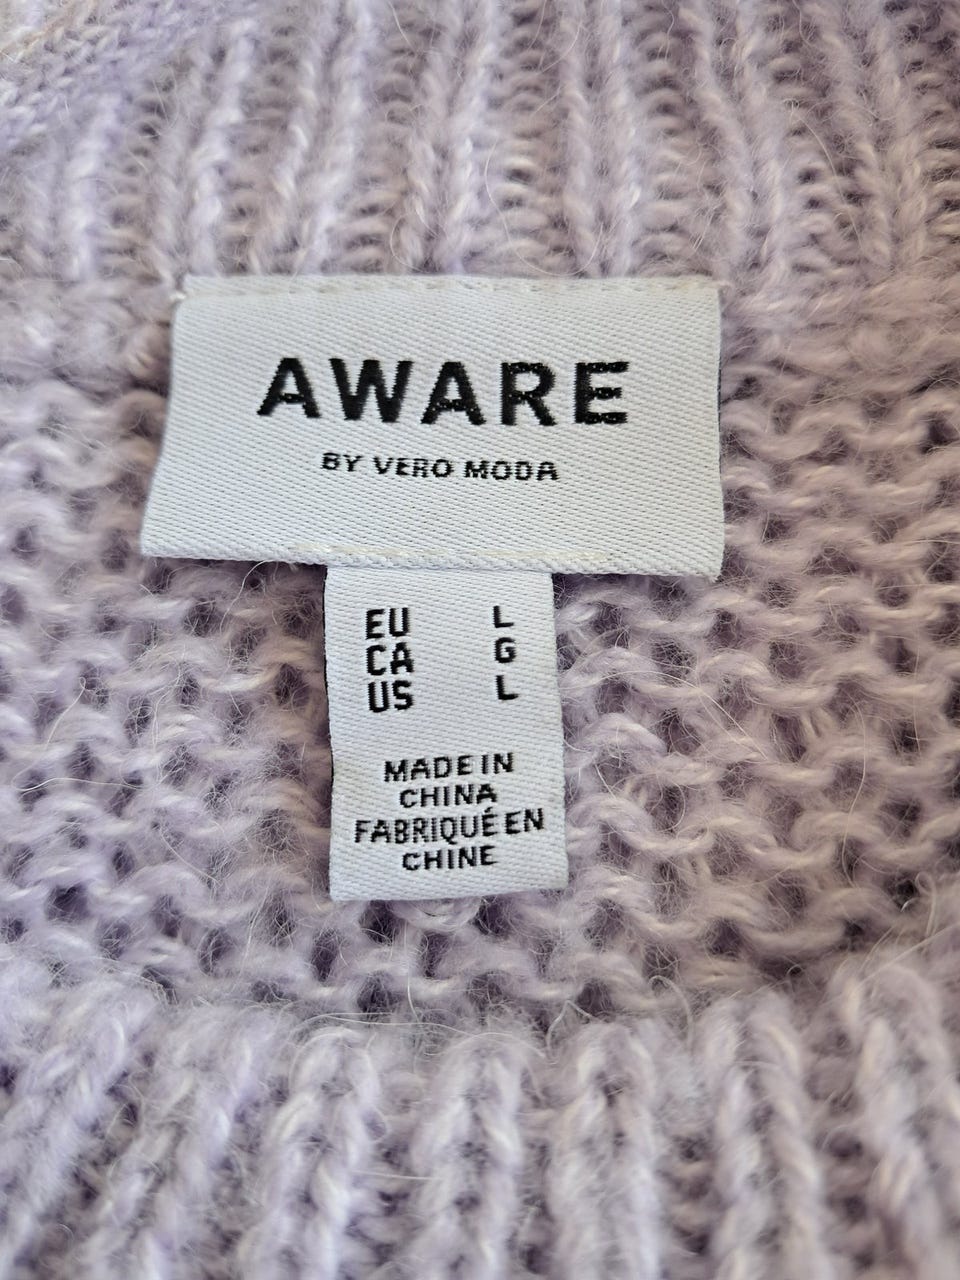 AWARE
BY VERO MODA
EU L
CA G
US L
MADE IN
CHINA
FABRIQUÉ EN
CHINE